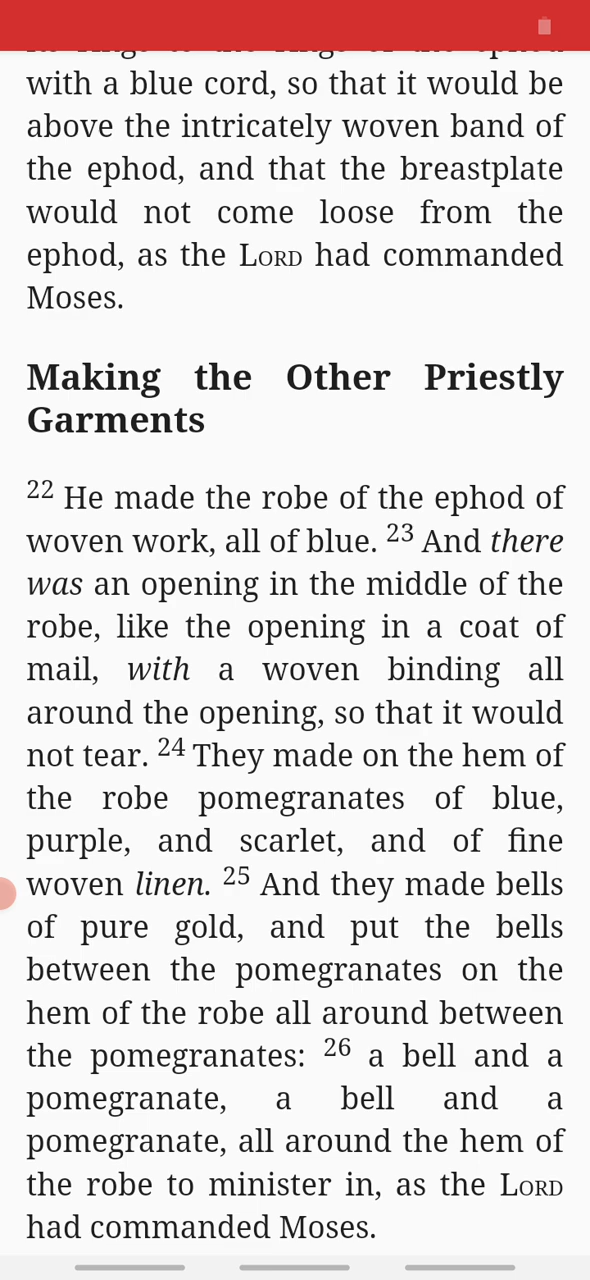 with a blue cord, so that it would be
above the intricately woven band of
the ephod, and that the breastplate
would not come loose from the
ephod, as the LORD had commanded
Moses.
Making the Other Priestly
Garments
22 He made the robe of the ephod of
woven work, all of blue. 23 And there
was an opening in the middle of the
robe, like the opening in a coat of
mail, with a woven binding all
around the opening, so that it would
not tear. 24 They made on the hem of
the robe pomegranates of blue,
purple, and scarlet, and of fine
woven linen. 25 And they made bells
of pure gold, and put the bells
between the pomegranates on the
hem of the robe all around between
the pomegranates: 26 a bell and a
pomegranate, a bell and a
pomegranate, all around the hem of
the robe to minister in, as the LORD
had commanded Moses.